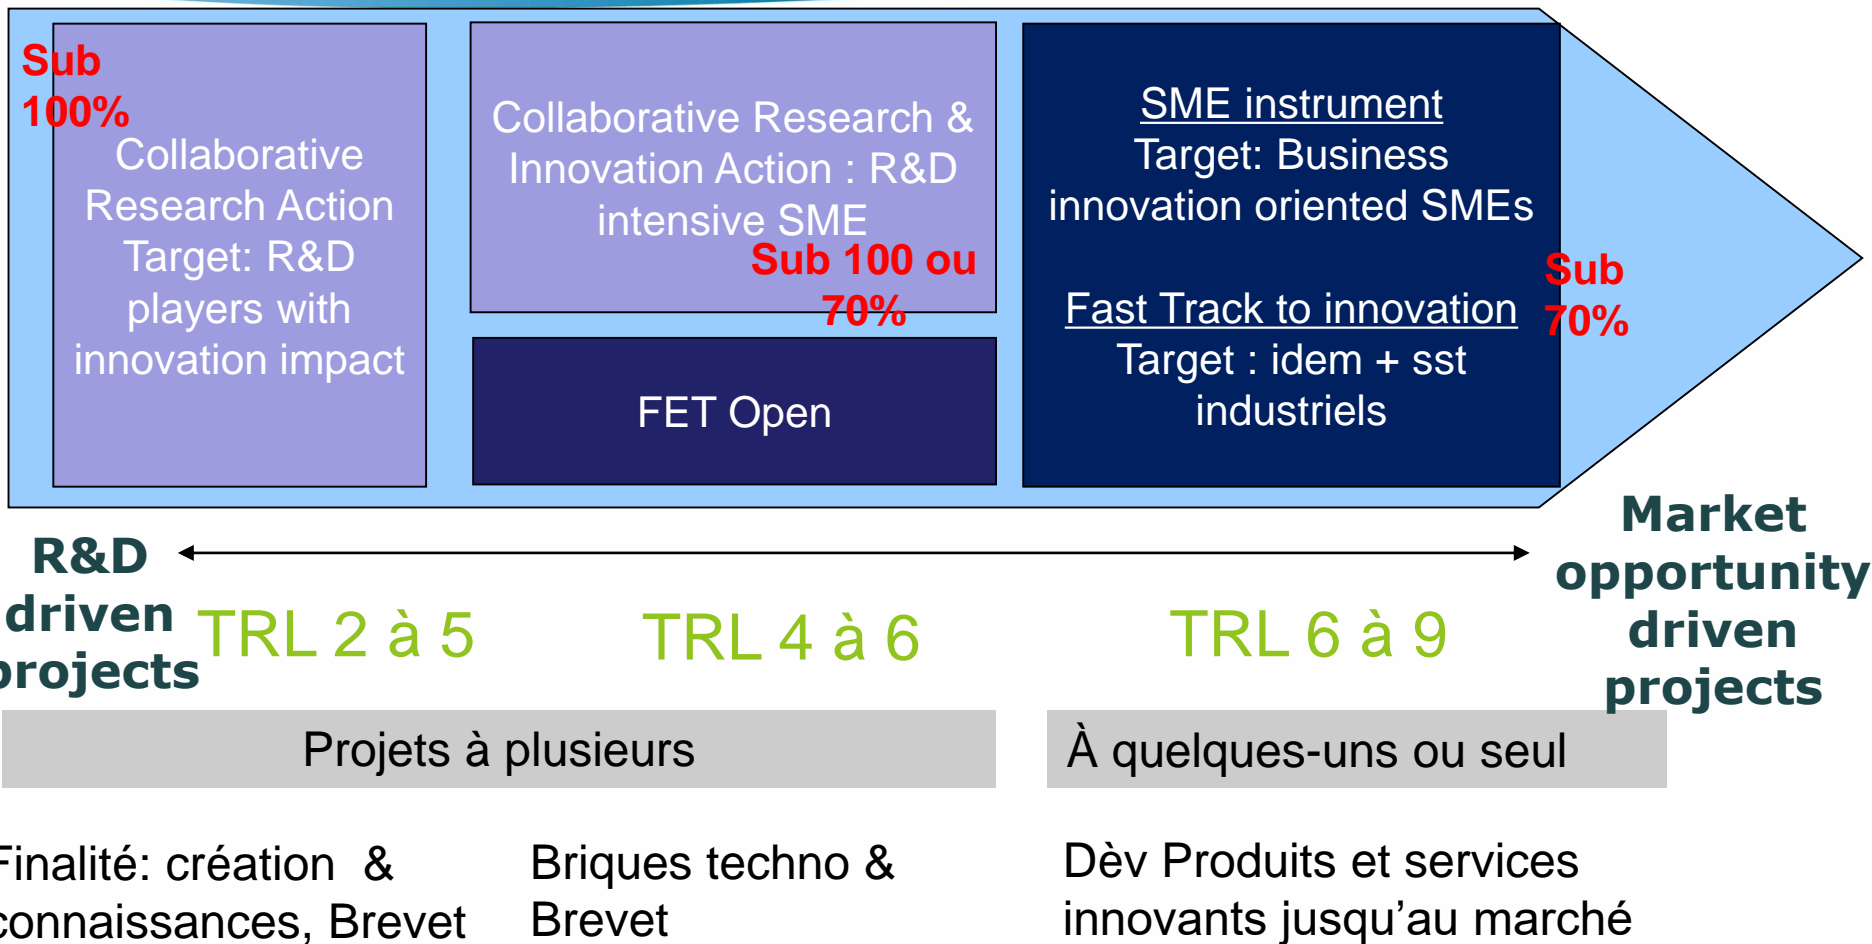 Sub
100%
Collaborative
Research Action
Target: R&D
players with
innovation impact
Collaborative Research &
Innovation Action : R&D
intensive SME
Sub 100 ou
70%
FET Open
SME instrument
Target: Business
innovation oriented SMEs
Fast Track to innovation
Target : idem + sst
industriels
Sub
70%
R&D
driven
projects
Market
opportunity
driven
projects
TRL 2 à 5
TRL 4 à 6
TRL 6 à 9
Projets à plusieurs
À quelques-uns ou seul
Finalité: création &
connaissances, Brevet
Briques techno &
Brevet
Dèv Produits et services
innovants jusqu’au marché